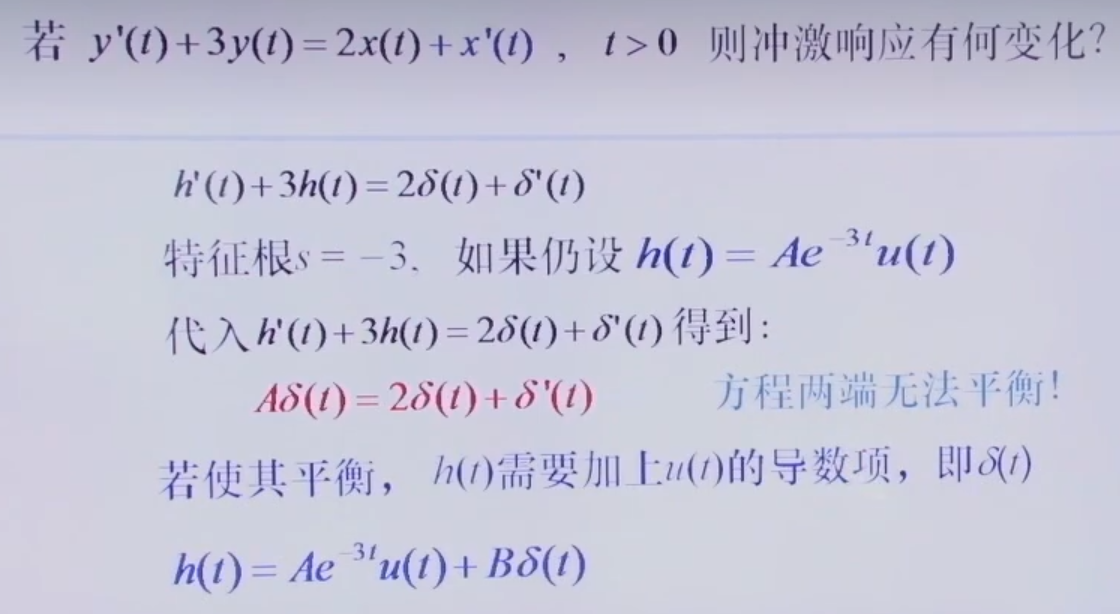 若 y'(t)+3y(t)=2x(t)+x'(t) , t>0 则冲激响应有何变化?
h'(t)+3h(t)=2δ(t)+δ'(t)
特征根s = −3. 如果仍设 h(t) = Ae⁻³ᵗu(t)
代入h'(t)+3h(t)=2δ(t)+δ'(t)得到:
Aδ(t)=2δ(t)+δ'(t) 方程两端无法平衡!
若使其平衡, h(t)需要加上u(t)的导数项, 即δ(t)
h(t)= Ae⁻³ᵗu(t)+Bδ(t)